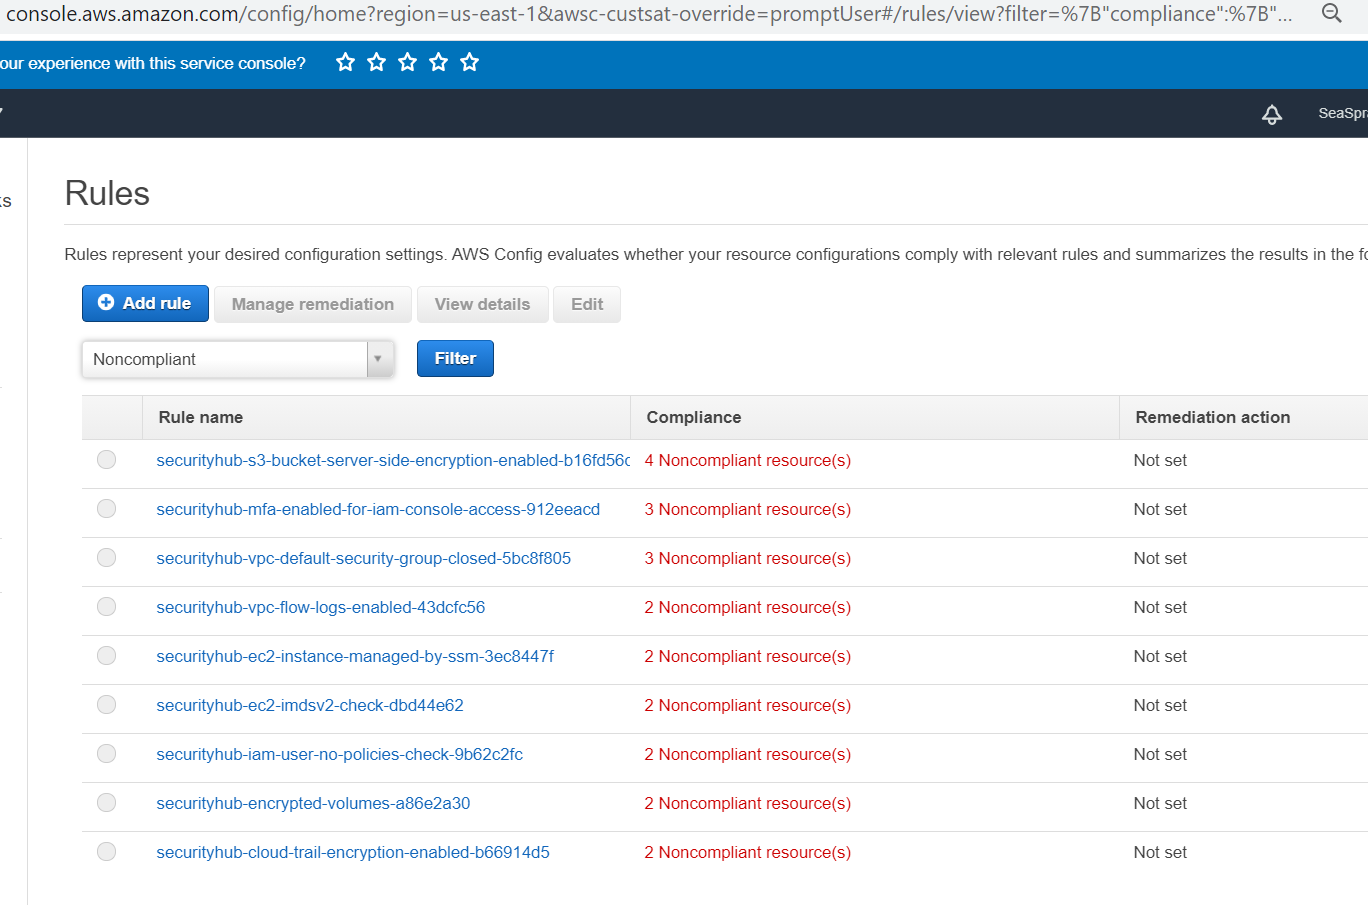 console.aws.amazon.com/config/home?region=us-east-1&awsc-custsat-override=promptUser#/rules/view?filter=%7B"compliance":%7B"...
our experience with this service console?
SeaSpra
ks
Rules
Rules represent your desired configuration settings. AWS Config evaluates whether your resource configurations comply with relevant rules and summarizes the results in the fo
Add rule Manage remediation View details Edit
Noncompliant Filter
Rule name Compliance Remediation action
securityhub-s3-bucket-server-side-encryption-enabled-b16fd56c 4 Noncompliant resource(s) Not set
securityhub-mfa-enabled-for-iam-console-access-912eeacd 3 Noncompliant resource(s) Not set
securityhub-vpc-default-security-group-closed-5bc8f805 3 Noncompliant resource(s) Not set
securityhub-vpc-flow-logs-enabled-43dcfc56 2 Noncompliant resource(s) Not set
securityhub-ec2-instance-managed-by-ssm-3ec8447f 2 Noncompliant resource(s) Not set
securityhub-ec2-imdsv2-check-dbd44e62 2 Noncompliant resource(s) Not set
securityhub-iam-user-no-policies-check-9b62c2fc 2 Noncompliant resource(s) Not set
securityhub-encrypted-volumes-a86e2a30 2 Noncompliant resource(s) Not set
securityhub-cloud-trail-encryption-enabled-b66914d5 2 Noncompliant resource(s) Not set